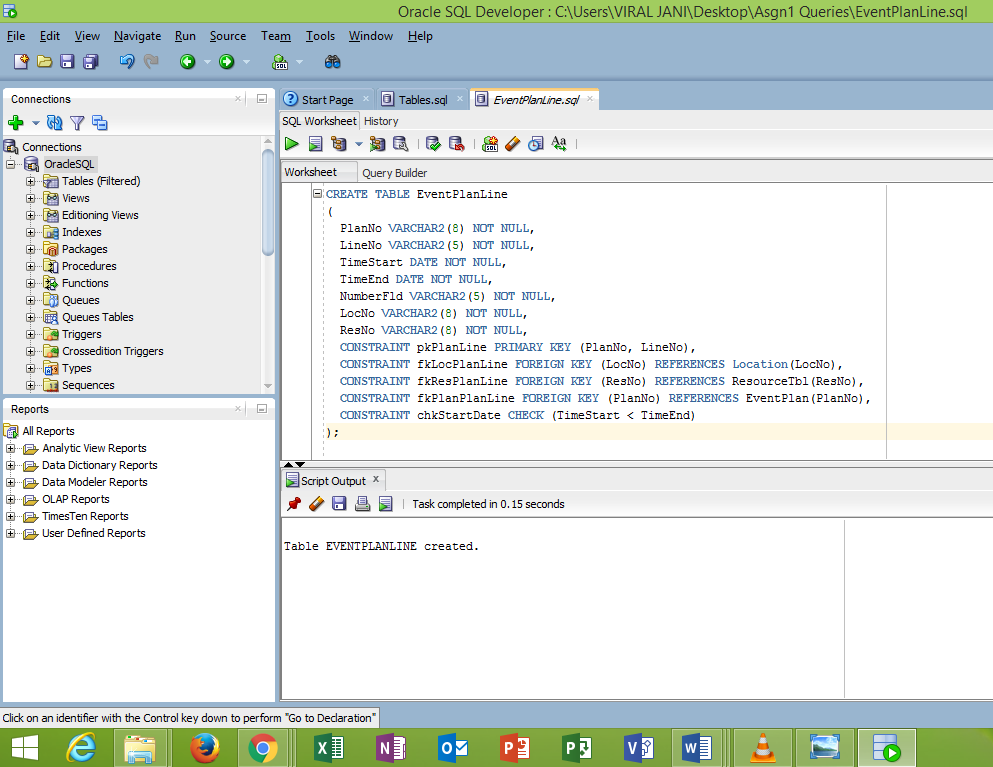 Oracle SQL Developer : C:\Users\VIRAL JANI\Desktop\Asgn1 Queries\EventPlanLine.sql
File Edit View Navigate Run Source Team Tools Window Help
Connections
Connections
OracleSQL
Tables (Filtered)
Views
Editioning Views
Indexes
Packages
Procedures
Functions
Queues
Queues Tables
Triggers
Crossedition Triggers
Types
Sequences
Reports
All Reports
Analytic View Reports
Data Dictionary Reports
Data Modeler Reports
OLAP Reports
TimesTen Reports
User Defined Reports
Start Page Tables.sql EventPlanLine.sql
SQL Worksheet History
Worksheet Query Builder
CREATE TABLE EventPlanLine
(
PlanNo VARCHAR2(8) NOT NULL,
LineNo VARCHAR2(5) NOT NULL,
TimeStart DATE NOT NULL,
TimeEnd DATE NOT NULL,
NumberFld VARCHAR2(5) NOT NULL,
LocNo VARCHAR2(8) NOT NULL,
ResNo VARCHAR2(8) NOT NULL,
CONSTRAINT pkPlanLine PRIMARY KEY (PlanNo, LineNo),
CONSTRAINT fkLocPlanLine FOREIGN KEY (LocNo) REFERENCES Location(LocNo),
CONSTRAINT fkResPlanLine FOREIGN KEY (ResNo) REFERENCES ResourceTbl(ResNo),
CONSTRAINT fkPlanPlanLine FOREIGN KEY (PlanNo) REFERENCES EventPlan(PlanNo),
CONSTRAINT chkStartDate CHECK (TimeStart < TimeEnd)
);
Script Output
Task completed in 0.15 seconds
Table EVENTPLANLINE created.
Click on an identifier with the Control key down to perform "Go to Declaration"